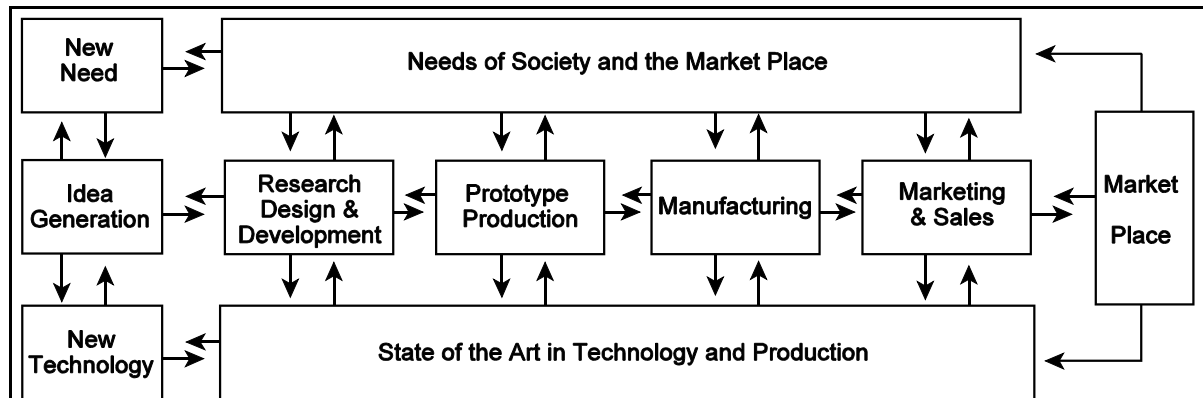 New
Need
Needs of Society and the Market Place
Idea
Generation
Research
Design &
Development
Prototype
Production
Manufacturing
Marketing
& Sales
Market
Place
New
Technology
State of the Art in Technology and Production